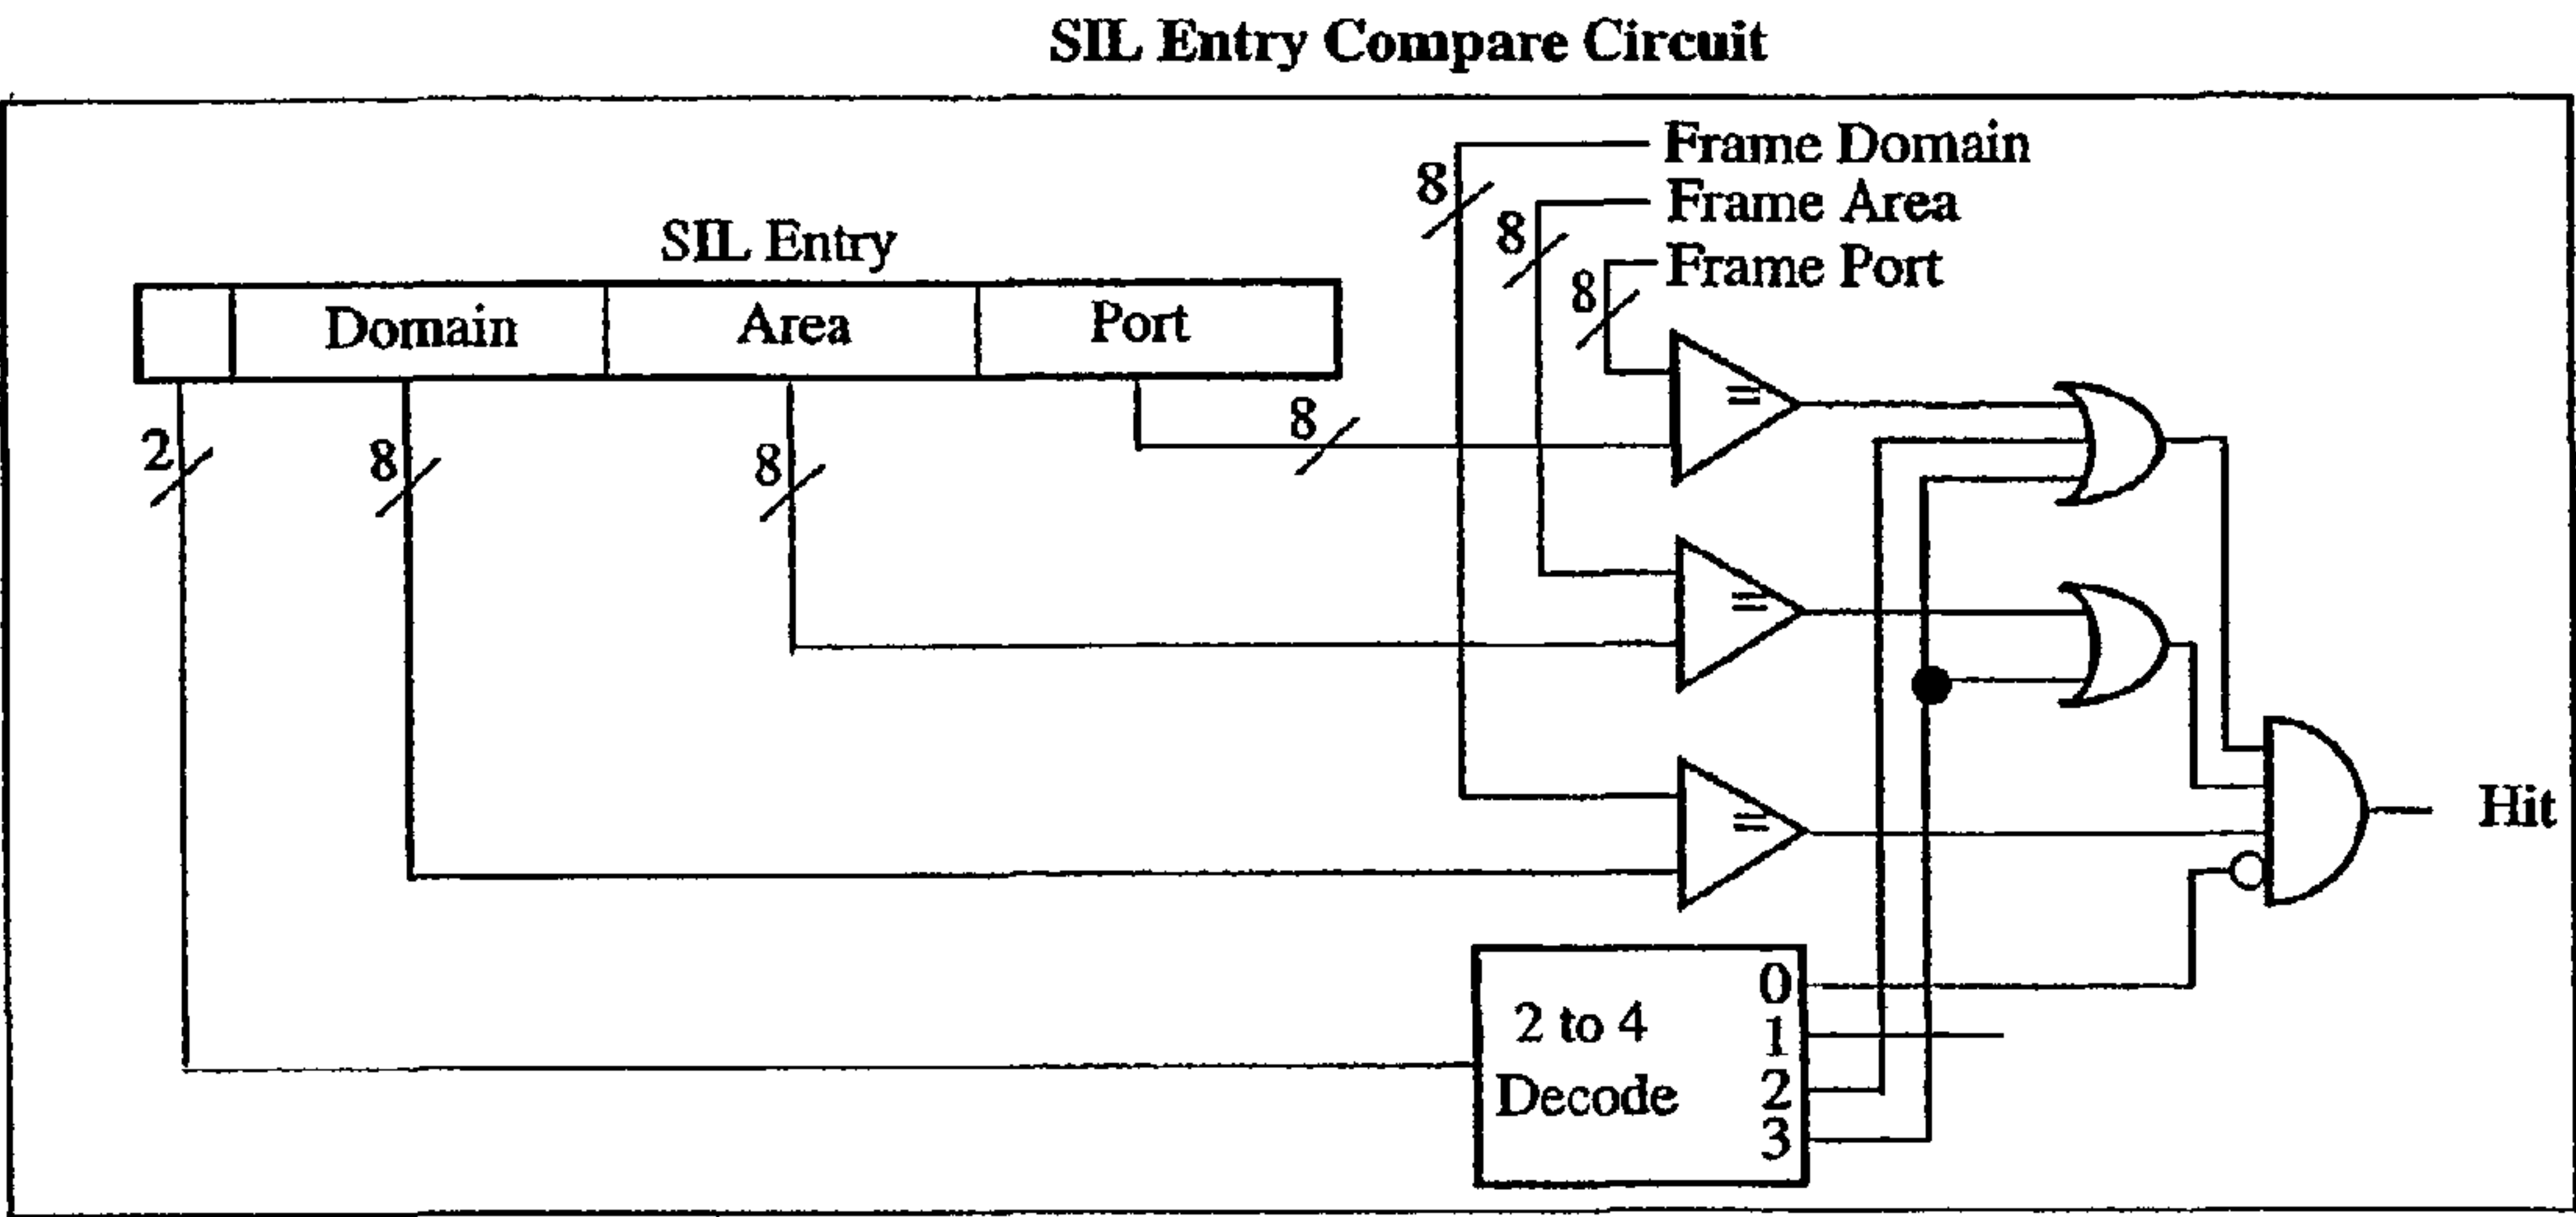 SIL Entry Compare Circuit
Frame Domain
8
Frame Area
8
SIL Entry
Frame Port
8
Domain
Area
Port
8
2
8
8
=
=
=
Hit
2 to 4
Decode
0
1
2
3